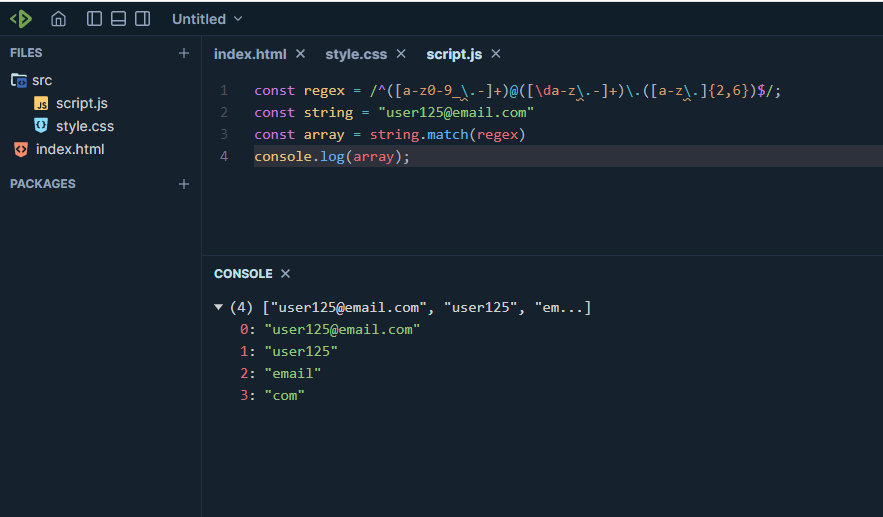 Untitled
FILES
src
script.js
style.css
index.html
PACKAGES
index.html
style.css
script.js
1 const regex = /^([a-z0-9_\.-]+)@([\da-z\.-]+)\.([a-z\.]{2,6})$/;
2 const string = "user125@email.com"
3 const array = string.match(regex)
4 console.log(array);
CONSOLE
(4) ["user125@email.com", "user125", "em...]
0: "user125@email.com"
1: "user125"
2: "email"
3: "com"